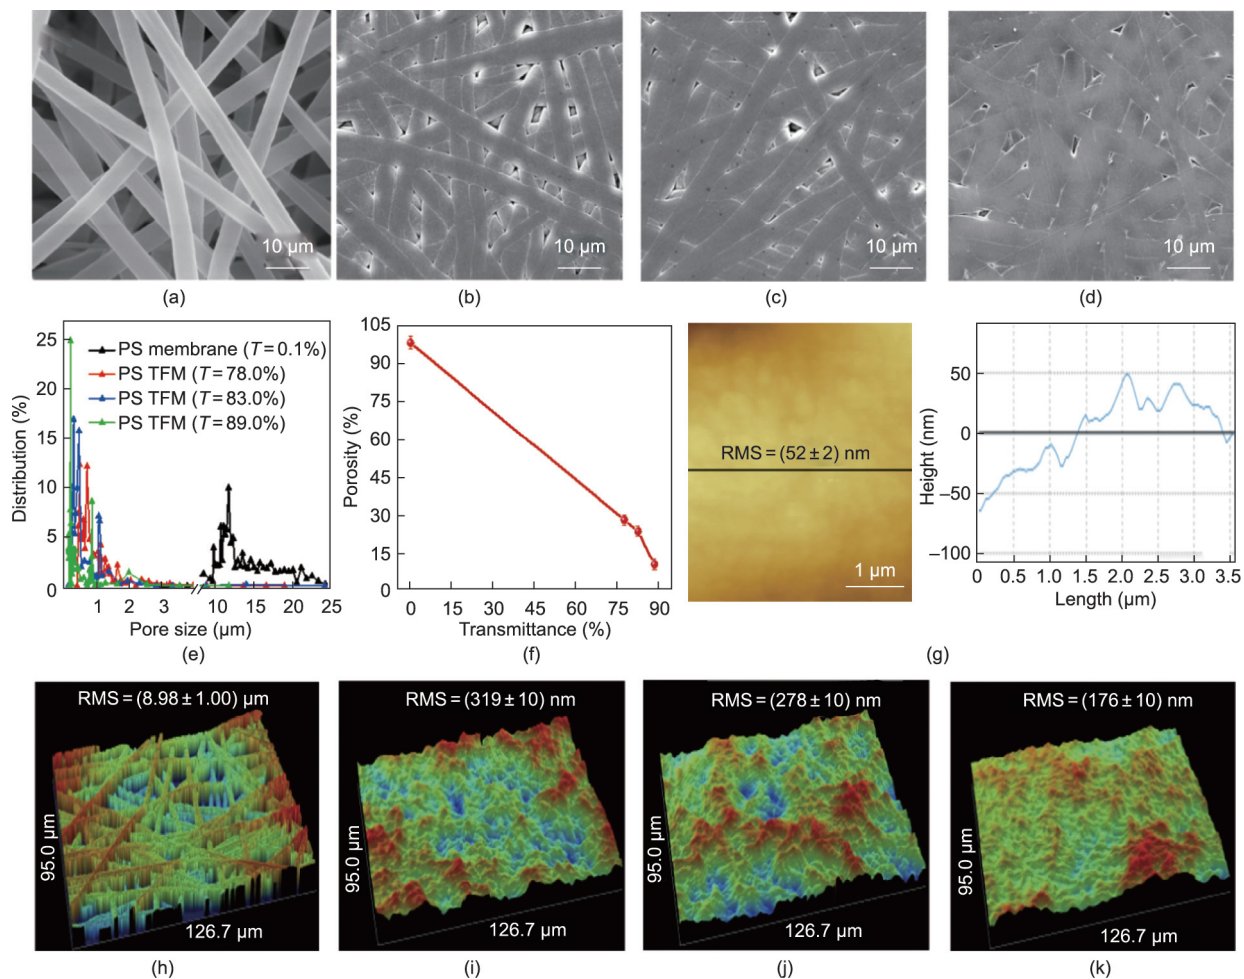 10 µm
10 µm
10 µm
10 µm
(a)
(b)
(c)
(d)
25
20
15
10
5
0
Distribution (%)
PS membrane (T=0.1%)
PS TFM (T=78.0%)
PS TFM (T=83.0%)
PS TFM (T=89.0%)
1 2 3 10 15 20 25
Pore size (µm)
(e)
105
90
75
60
45
30
15
Porosity (%)
0 15 30 45 60 75 90
Transmittance (%)
(f)
RMS=(52±2) nm
1 µm
50
0
−50
−100
Height (nm)
0 0.5 1.0 1.5 2.0 2.5 3.0 3.5
Length (µm)
(g)
RMS=(8.98±1.00) µm
95.0 µm
126.7 µm
(h)
RMS=(319±10) nm
95.0 µm
126.7 µm
(i)
RMS=(278±10) nm
95.0 µm
126.7 µm
(j)
RMS=(176±10) nm
95.0 µm
126.7 µm
(k)